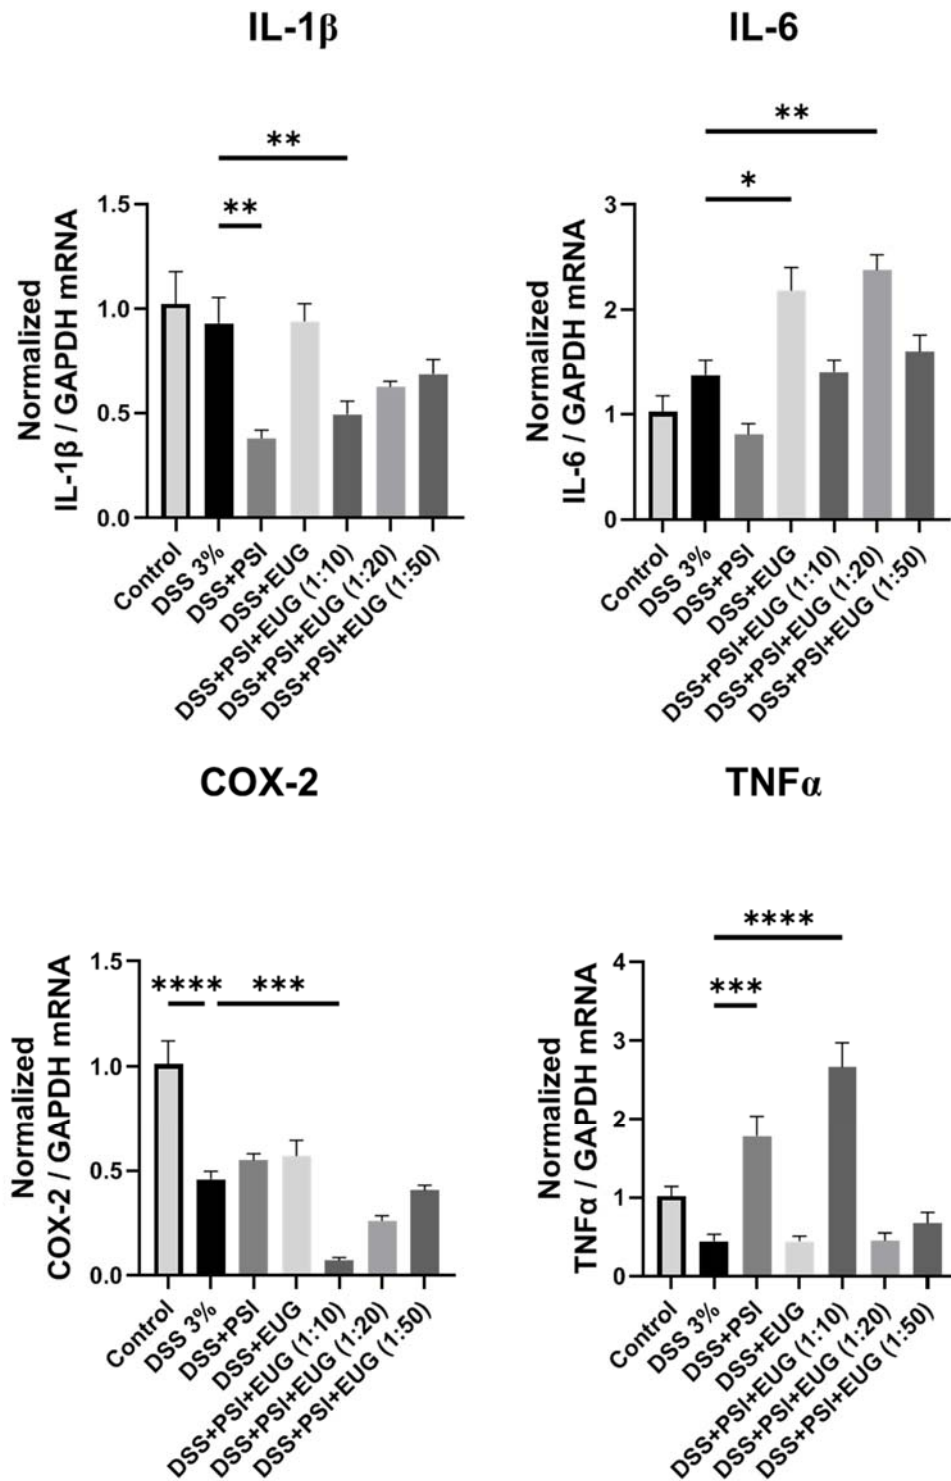 IL-1β
**
**
Normalized
IL-1β / GAPDH mRNA
1.5
1.0
0.5
0.0
Control
DSS 3%
DSS+PSI
DSS+EUG
DSS+PSI+EUG (1:10)
DSS+PSI+EUG (1:20)
DSS+PSI+EUG (1:50)
IL-6
**
*
Normalized
IL-6 / GAPDH mRNA
3
2
1
0
Control
DSS 3%
DSS+PSI
DSS+EUG
DSS+PSI+EUG (1:10)
DSS+PSI+EUG (1:20)
DSS+PSI+EUG (1:50)
COX-2
****
***
Normalized
COX-2 / GAPDH mRNA
1.5
1.0
0.5
0.0
Control
DSS 3%
DSS+PSI
DSS+EUG
DSS+PSI+EUG (1:10)
DSS+PSI+EUG (1:20)
DSS+PSI+EUG (1:50)
TNFα
****
***
Normalized
TNFα / GAPDH mRNA
4
3
2
1
0
Control
DSS 3%
DSS+PSI
DSS+EUG
DSS+PSI+EUG (1:10)
DSS+PSI+EUG (1:20)
DSS+PSI+EUG (1:50)